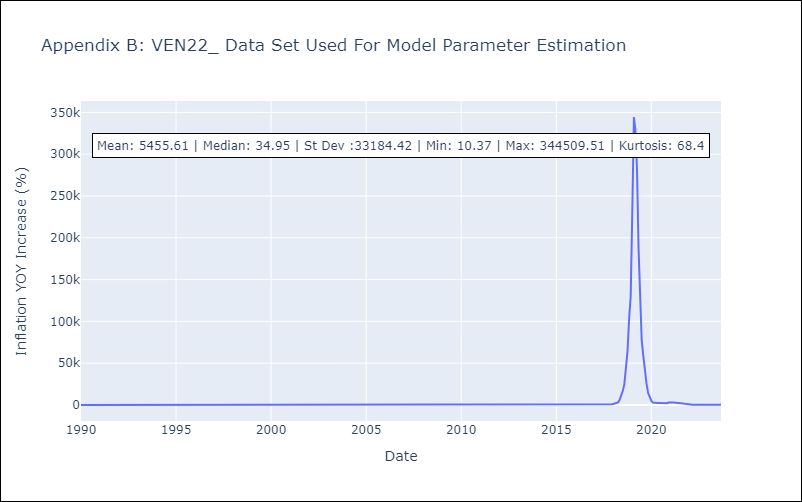 Appendix B: VEN22_ Data Set Used For Model Parameter Estimation
350k
Mean: 5455.61 | Median: 34.95 | St Dev :33184.42 | Min: 10.37 | Max: 344509.51 | Kurtosis: 68.4
300k
250k
200k
150k
100k
50k
0
Inflation YOY Increase (%)
1990 1995 2000 2005 2010 2015 2020
Date